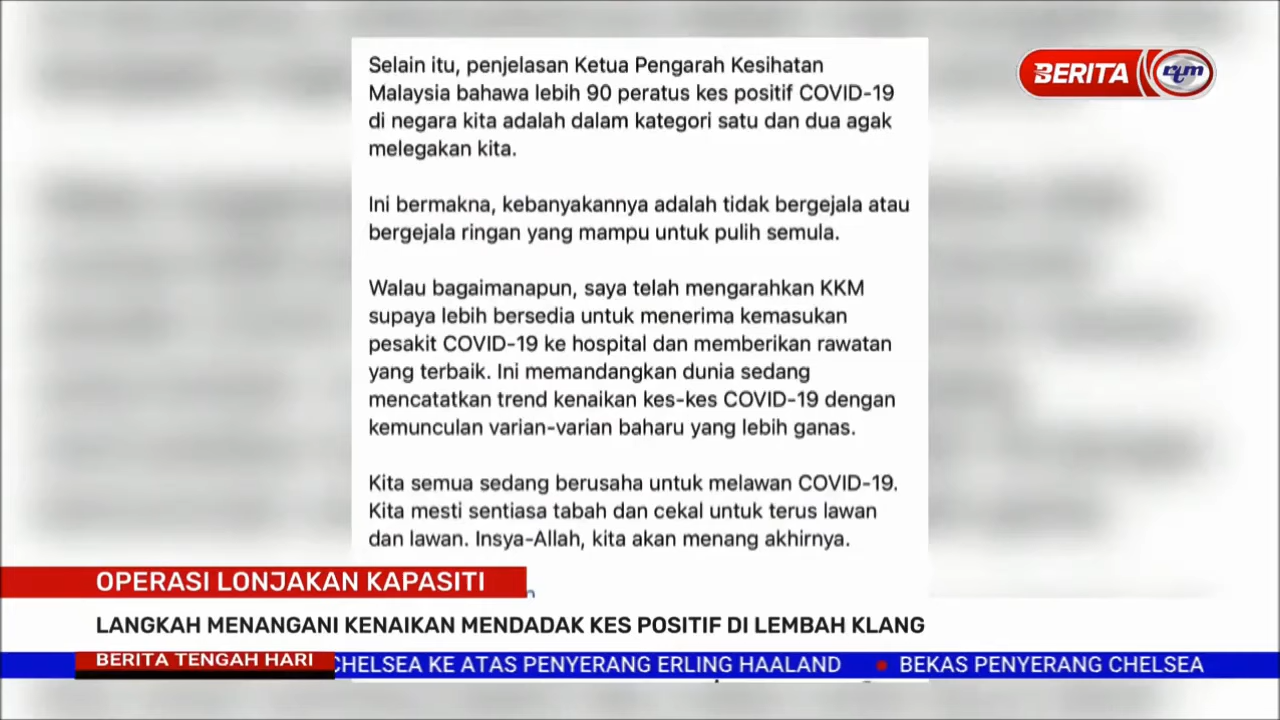 Selain itu, penjelasan Ketua Pengarah Kesihatan
Malaysia bahawa lebih 90 peratus kes positif COVID-19
di negara kita adalah dalam kategori satu dan dua agak
melegakan kita.
Ini bermakna, kebanyakannya adalah tidak bergejala atau
bergejala ringan yang mampu untuk pulih semula.
Walau bagaimanapun, saya telah mengarahkan KKM
supaya lebih bersedia untuk menerima kemasukan
pesakit COVID-19 ke hospital dan memberikan rawatan
yang terbaik. Ini memandangkan dunia sedang
mencatatkan trend kenaikan kes-kes COVID-19 dengan
kemunculan varian-varian baharu yang lebih ganas.
Kita semua sedang berusaha untuk melawan COVID-19.
Kita mesti sentiasa tabah dan cekal untuk terus lawan
dan lawan. Insya-Allah, kita akan menang akhirnya.
BERITA rtm
OPERASI LONJAKAN KAPASITI
LANGKAH MENANGANI KENAIKAN MENDADAK KES POSITIF DI LEMBAH KLANG
BERITA TENGAH HARI CHELSEA KE ATAS PENYERANG ERLING HAALAND • BEKAS PENYERANG CHELSEA